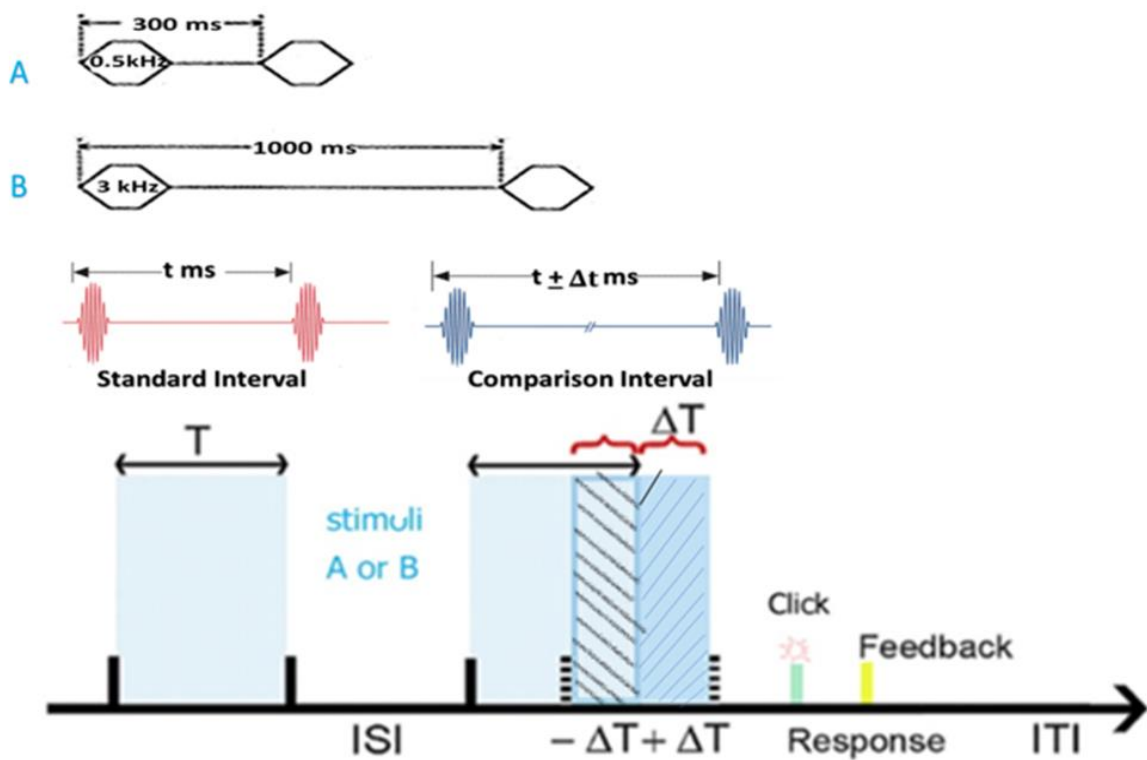 300 ms
A
0.5kHz
1000 ms
B
3 kHz
t ms
t ± Δt ms
Standard Interval
Comparison Interval
T
ΔT
stimuli
A or B
Click
Feedback
ISI
- ΔT + ΔT
Response
ITI